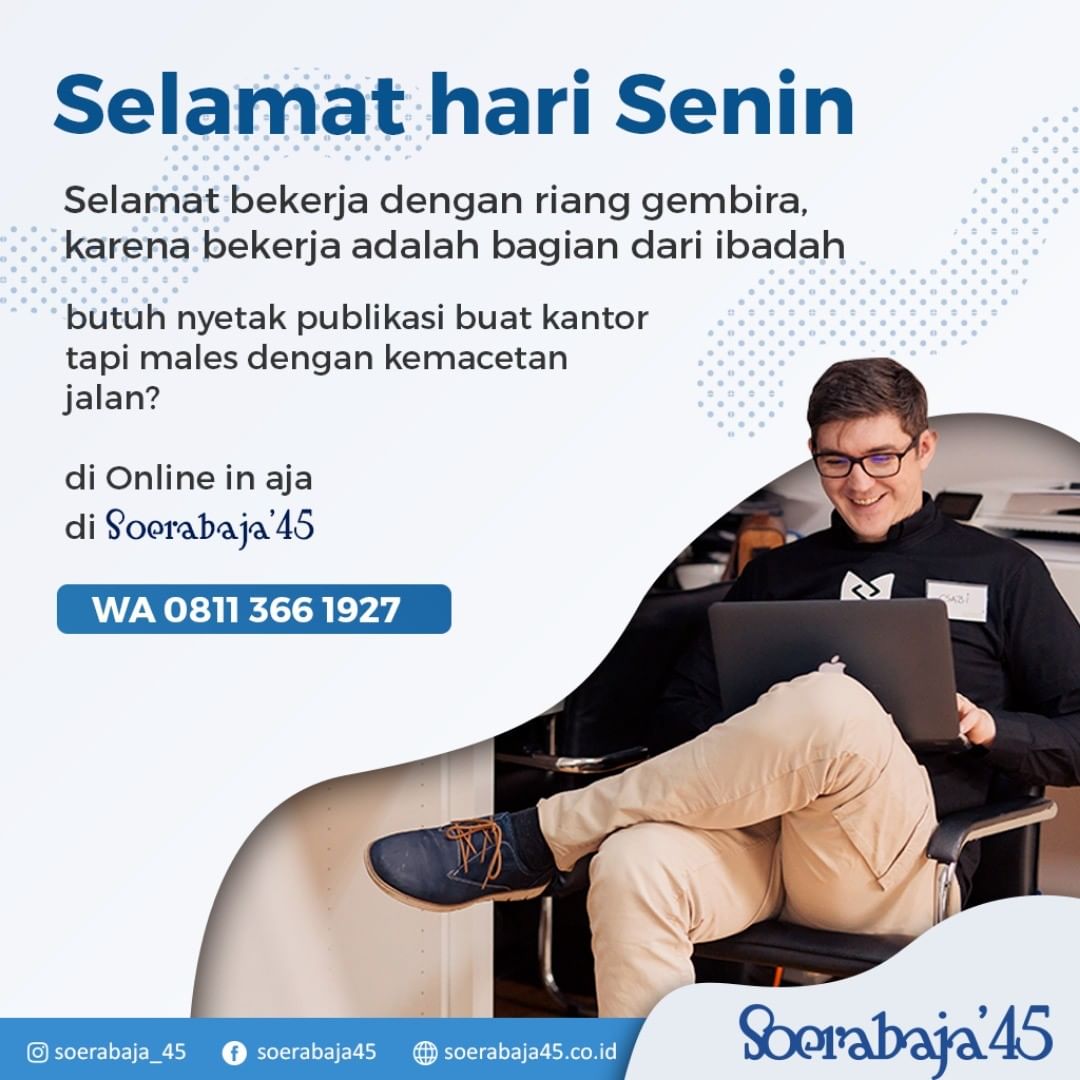 Selamat hari Senin
Selamat bekerja dengan riang gembira,
karena bekerja adalah bagian dari ibadah
butuh nyetak publikasi buat kantor
tapi males dengan kemacetan
jalan?
di Online in aja
di Soerabaja'45
WA 0811 366 1927
soerabaja_45
soerabaja45
soerabaja45.co.id
Soerabaja'45